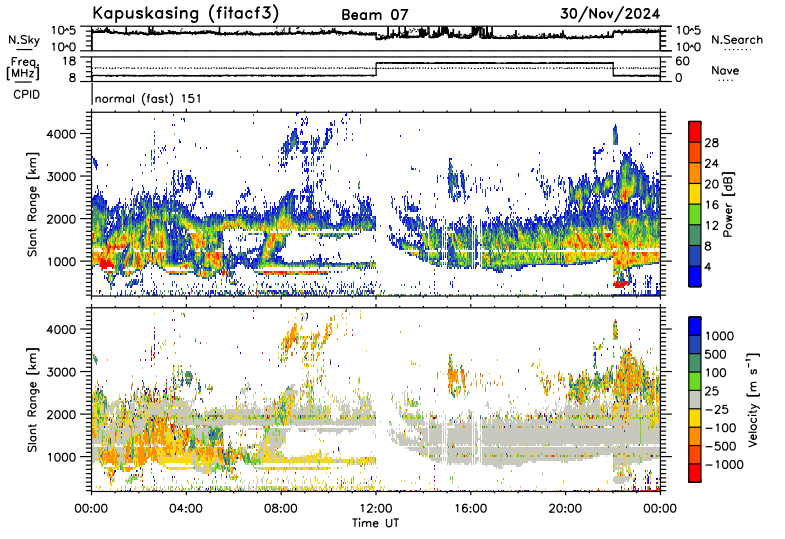 Kapuskasing (fitacf3) Beam 07 30/Nov/2024
N.Sky 10^5 10^0 10^5 10^0 N.Search
Freq. [MHz] 18 8 60 0 Nave
CPID normal (fast) 151
Slant Range [km] 4000 3000 2000 1000
Power [dB] 28 24 20 16 12 8 4
Slant Range [km] 4000 3000 2000 1000
Velocity [m s⁻¹] 1000 500 100 25 −25 −100 −500 −1000
00:00 04:00 08:00 12:00 16:00 20:00 00:00
Time UT